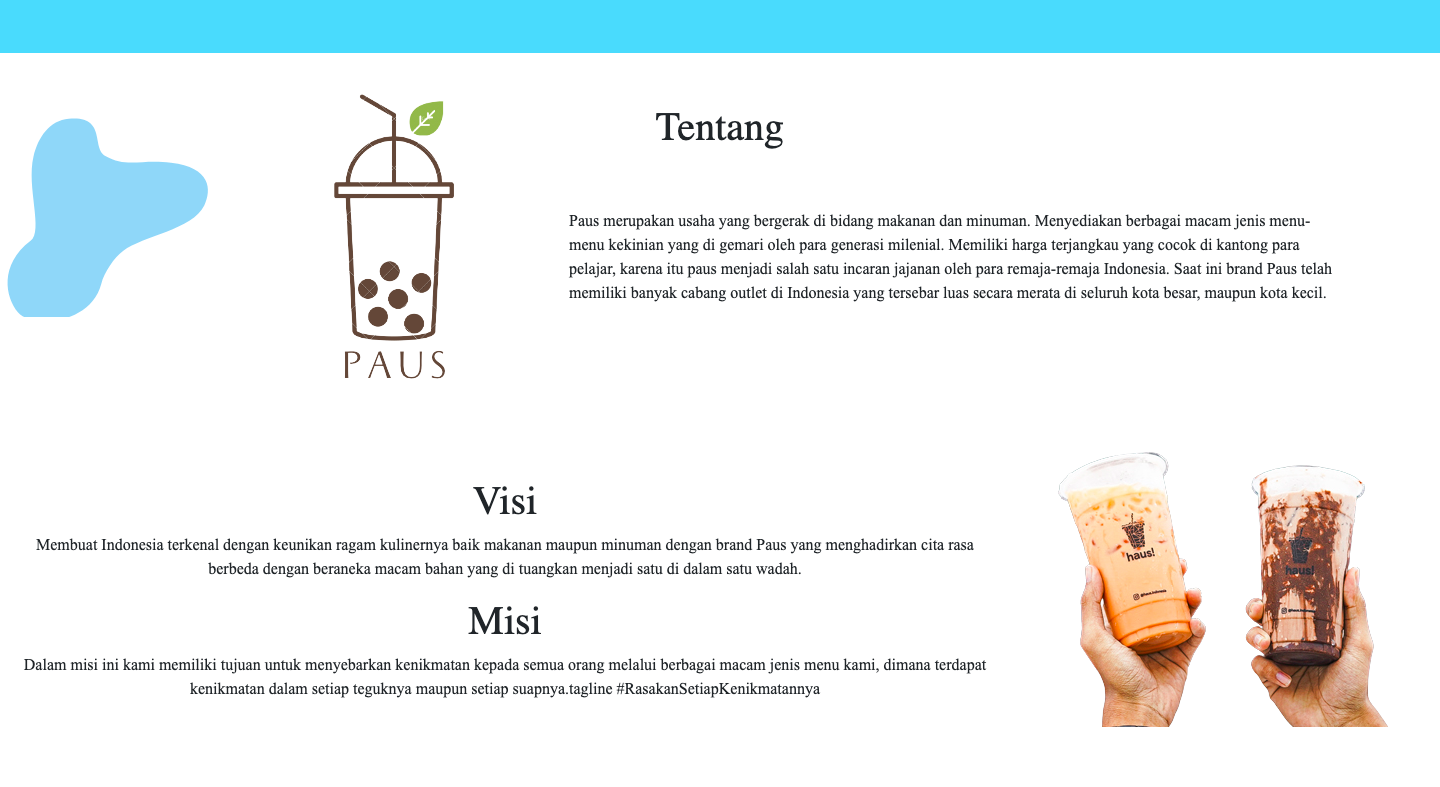 PAUS
Tentang
Paus merupakan usaha yang bergerak di bidang makanan dan minuman. Menyediakan berbagai macam jenis menu-
menu kekinian yang di gemari oleh para generasi milenial. Memiliki harga terjangkau yang cocok di kantong para
pelajar, karena itu paus menjadi salah satu incaran jajanan oleh para remaja-remaja Indonesia. Saat ini brand Paus telah
memiliki banyak cabang outlet di Indonesia yang tersebar luas secara merata di seluruh kota besar, maupun kota kecil.
Visi
Membuat Indonesia terkenal dengan keunikan ragam kulinernya baik makanan maupun minuman dengan brand Paus yang menghadirkan cita rasa
berbeda dengan beraneka macam bahan yang di tuangkan menjadi satu di dalam satu wadah.
Misi
Dalam misi ini kami memiliki tujuan untuk menyebarkan kenikmatan kepada semua orang melalui berbagai macam jenis menu kami, dimana terdapat
kenikmatan dalam setiap teguknya maupun setiap suapnya.tagline #RasakanSetiapKenikmatannya
haus!
haus!